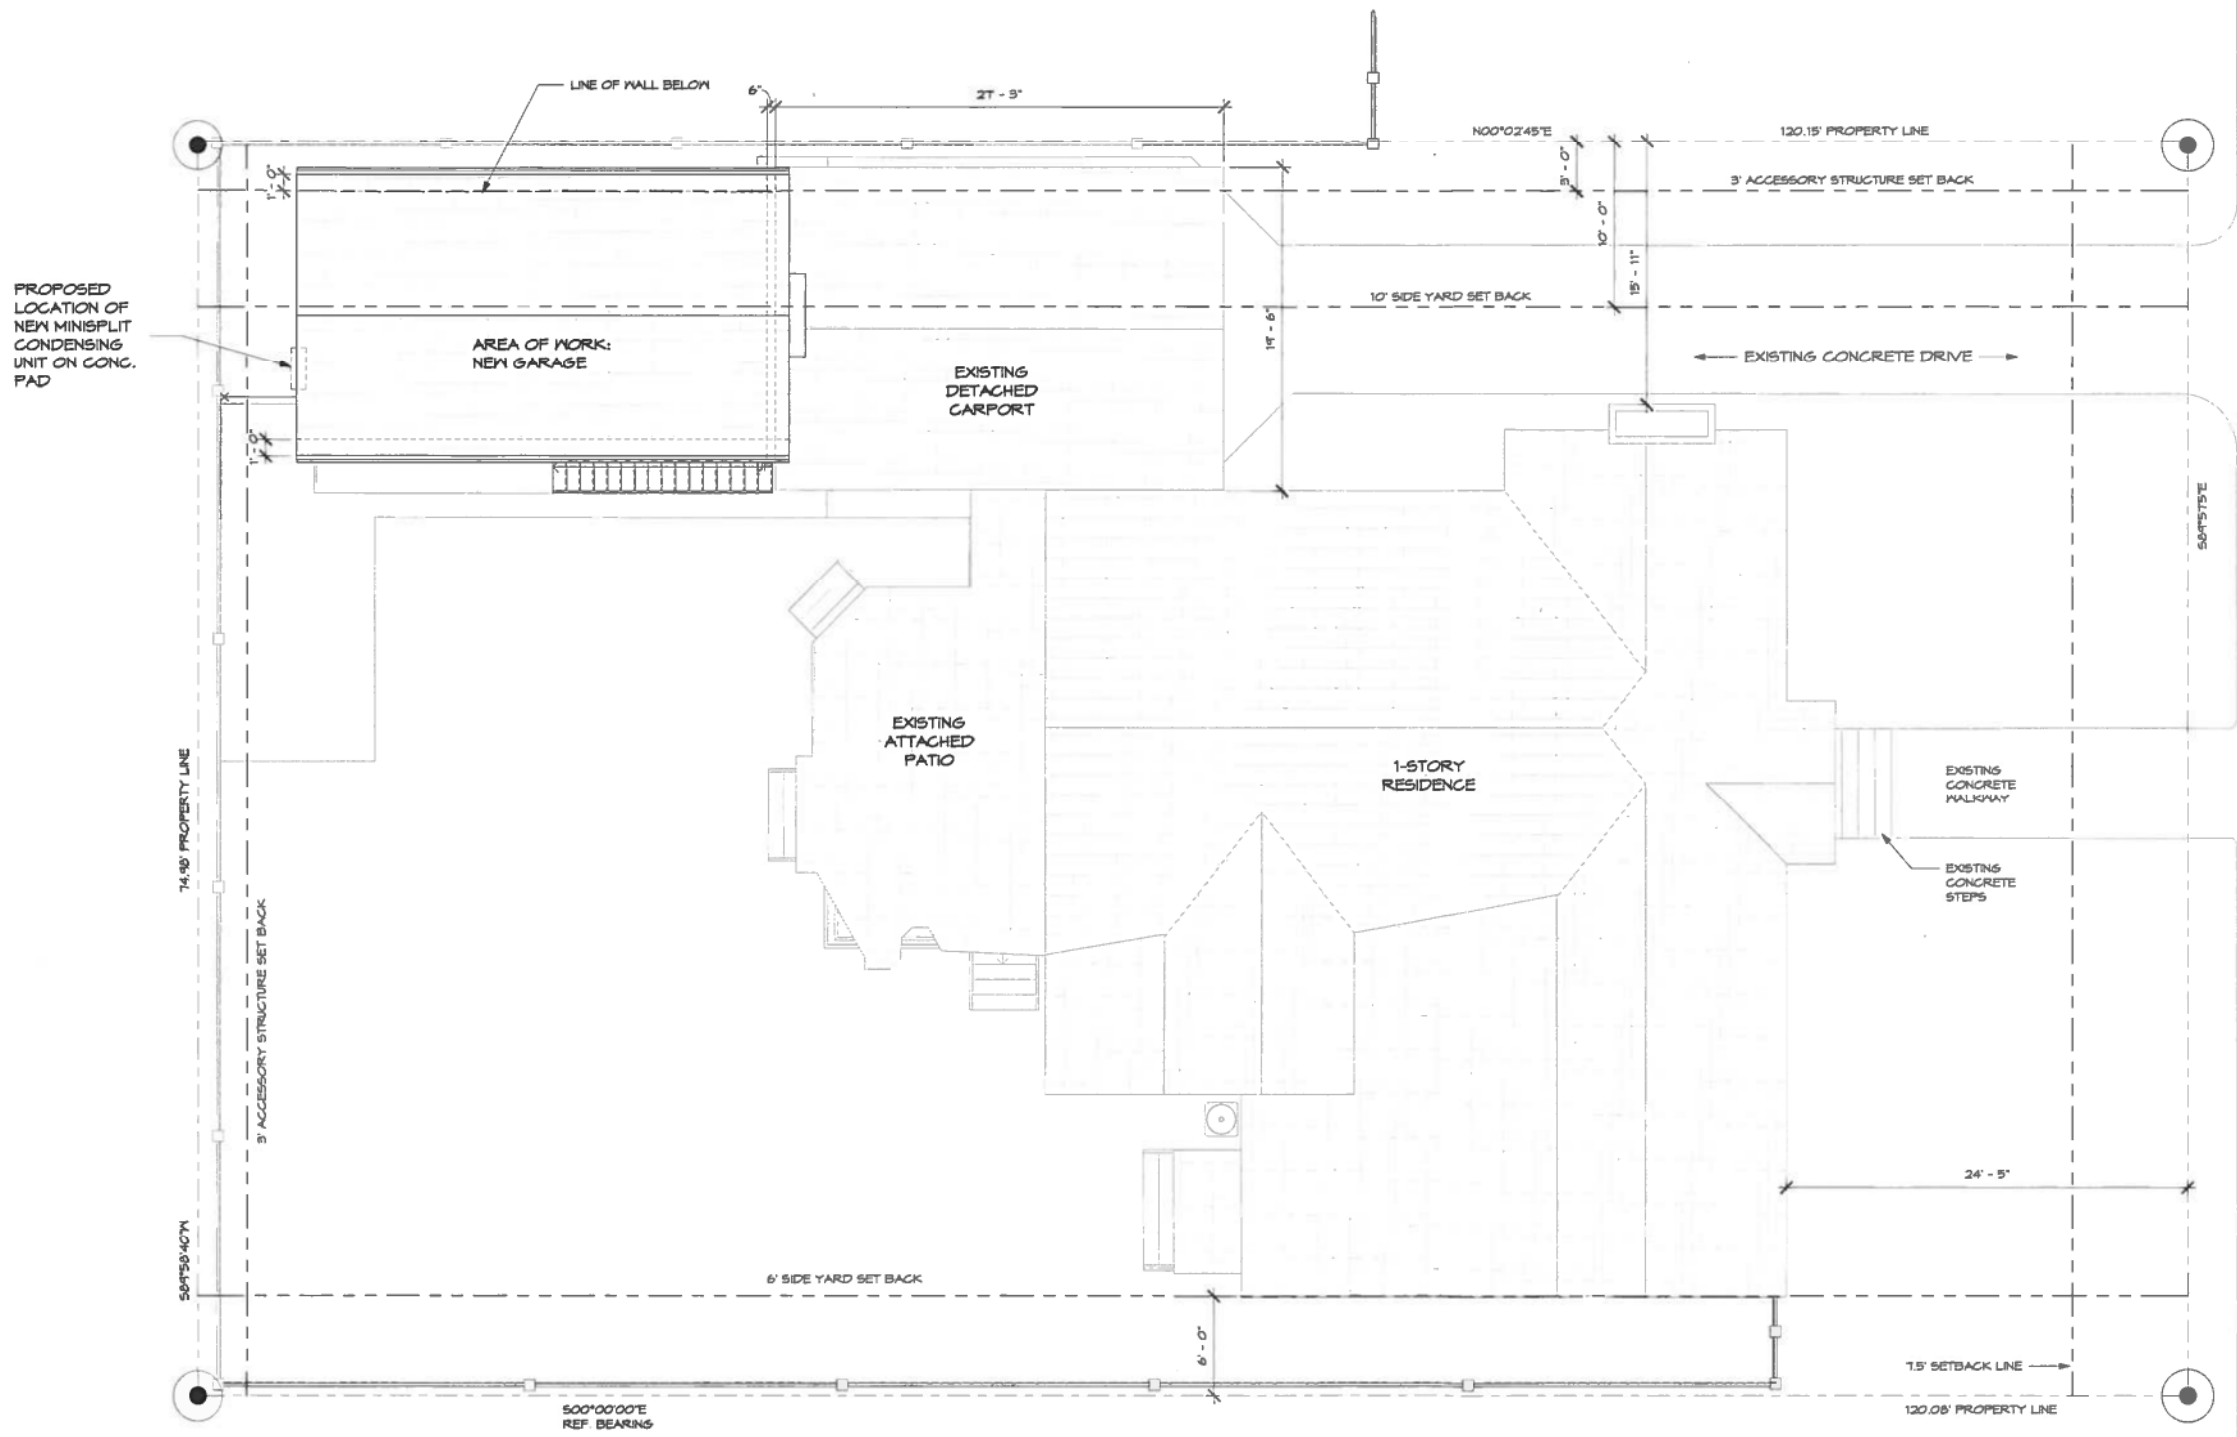 LINE OF WALL BELOW
6"
27 - 3"
N00°02'45"E
120.15' PROPERTY LINE
1' - 0"
3' - 0"
3' ACCESSORY STRUCTURE SET BACK
10' - 0"
15' - 11"
10' SIDE YARD SET BACK
PROPOSED
LOCATION OF
NEW MINISPLIT
CONDENSING
UNIT ON CONC.
PAD
AREA OF WORK:
NEW GARAGE
19' - 6"
EXISTING CONCRETE DRIVE
EXISTING
DETACHED
CARPORT
1' - 0"
S89°57'5"E
EXISTING
ATTACHED
PATIO
1-STORY
RESIDENCE
EXISTING
CONCRETE
WALKWAY
EXISTING
CONCRETE
STEPS
74.98' PROPERTY LINE
3' ACCESSORY STRUCTURE SET BACK
24' - 5"
S89°58'40"W
6' SIDE YARD SET BACK
6' - 0"
7.5' SETBACK LINE
S00°00'00"E
REF. BEARING
120.08' PROPERTY LINE